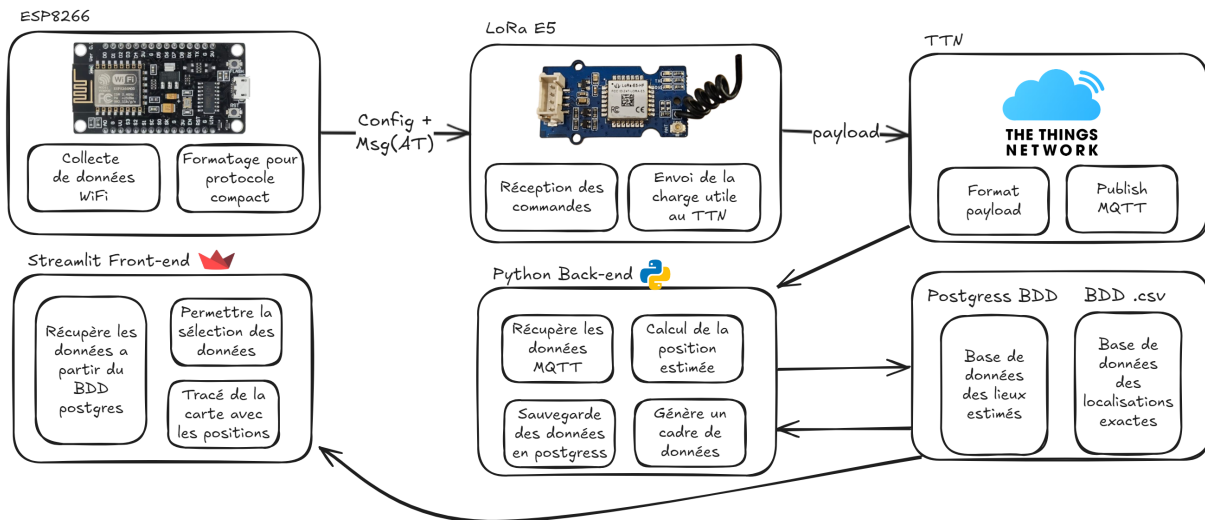 ESP8266
Collecte
de données
WiFi
Formatage pour
protocole
compact
Config +
Msg(AT)
LoRa E5
Réception des
commandes
Envoi de la
charge utile
au TTN
payload
TTN
THE THINGS
NETWORK
Format
payload
Publish
MQTT
Streamlit Front-end
Récupère les
données a
partir du
BDD
postgres
Permettre la
sélection des
données
Tracé de la
carte avec
les positions
Python Back-end
Récupère les
données
MQTT
Calcul de la
position
estimée
Sauvegarde
des données
en postgress
Génère un
cadre de
données
Postgress BDD
Base de
données
des lieux
estimés
BDD .csv
Base de
données
des
localisations
exactes